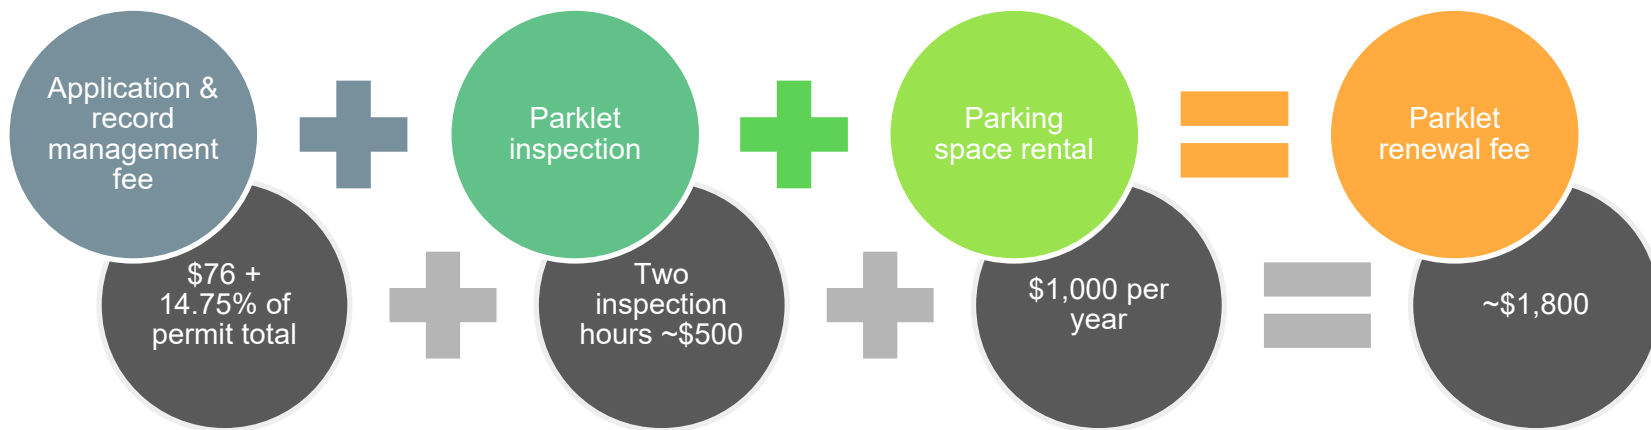 Application &
record
management
fee
Parklet
inspection
Parking
space rental
Parklet
renewal fee
$76 +
14.75% of
permit total
Two
inspection
hours ~$500
$1,000 per
year
~$1,800